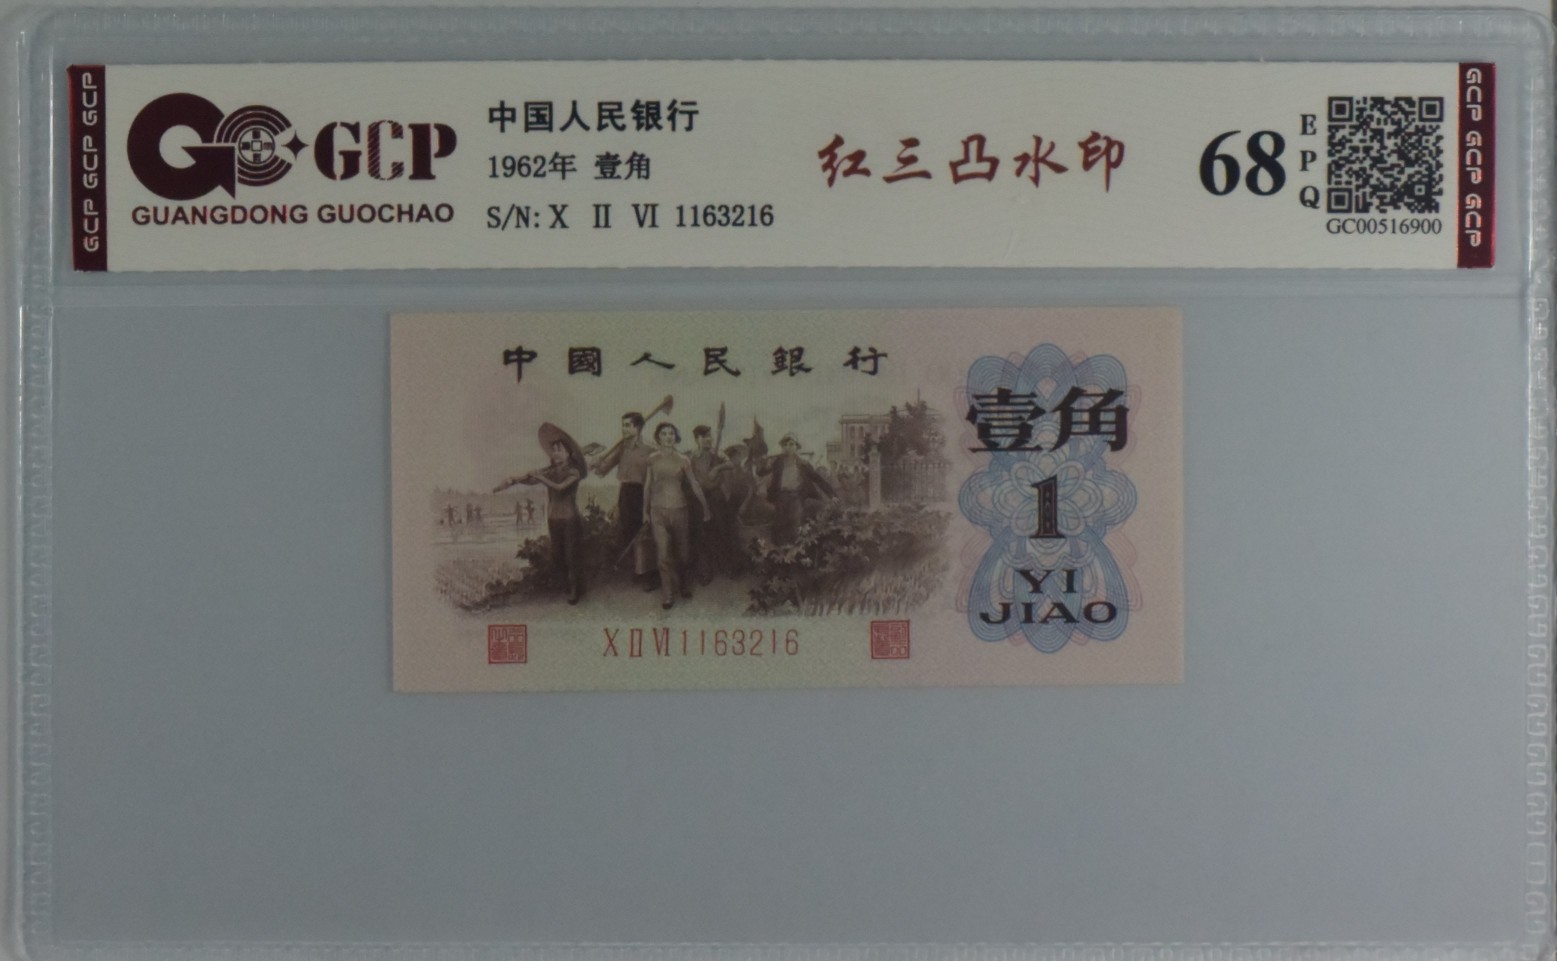 GCP GCP GCP
GCP
GUANGDONG GUOCHAO
中国人民银行
1962年 壹角
S/N: X II VI 1163216
红三凸水印
68
EPQ
GC00516900
GCP GCP GCP
中國人民銀行
壹角
1
YI
JIAO
X II VI 1163216